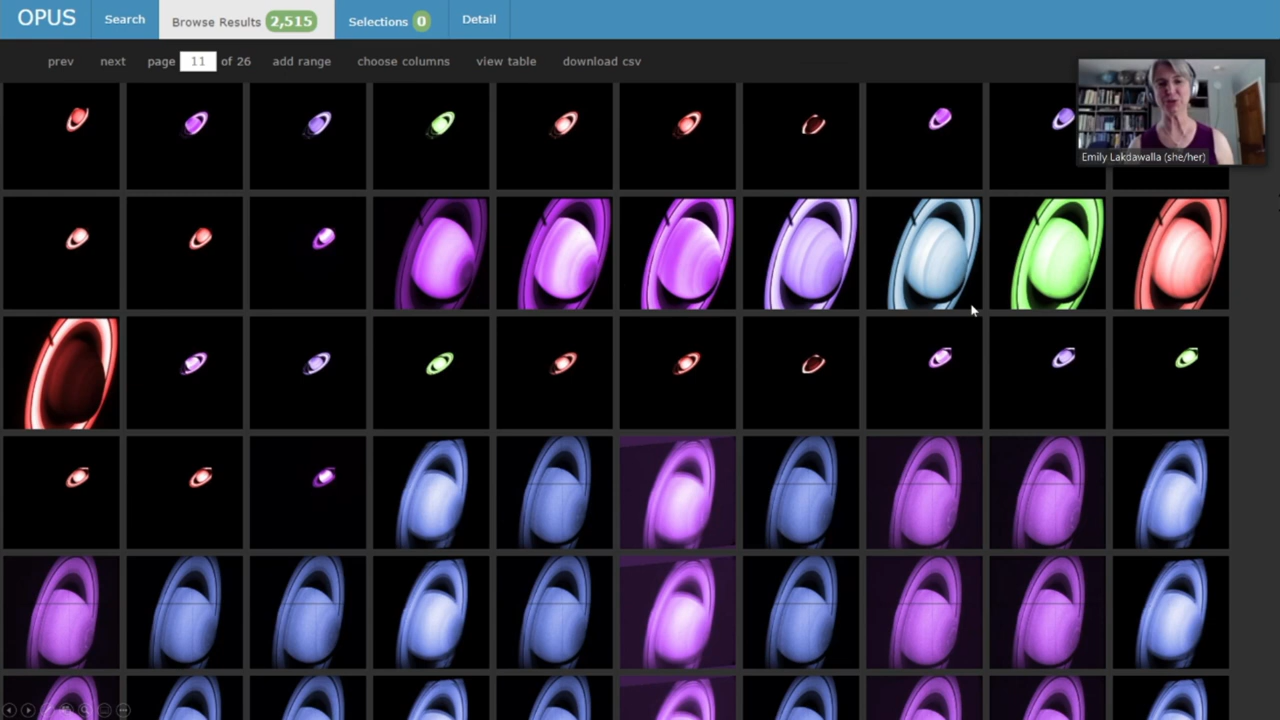 OPUS Search Browse Results 2,515 Selections 0 Detail
prev next page 11 of 26 add range choose columns view table download csv
Emily Lakdawalla (she/her)